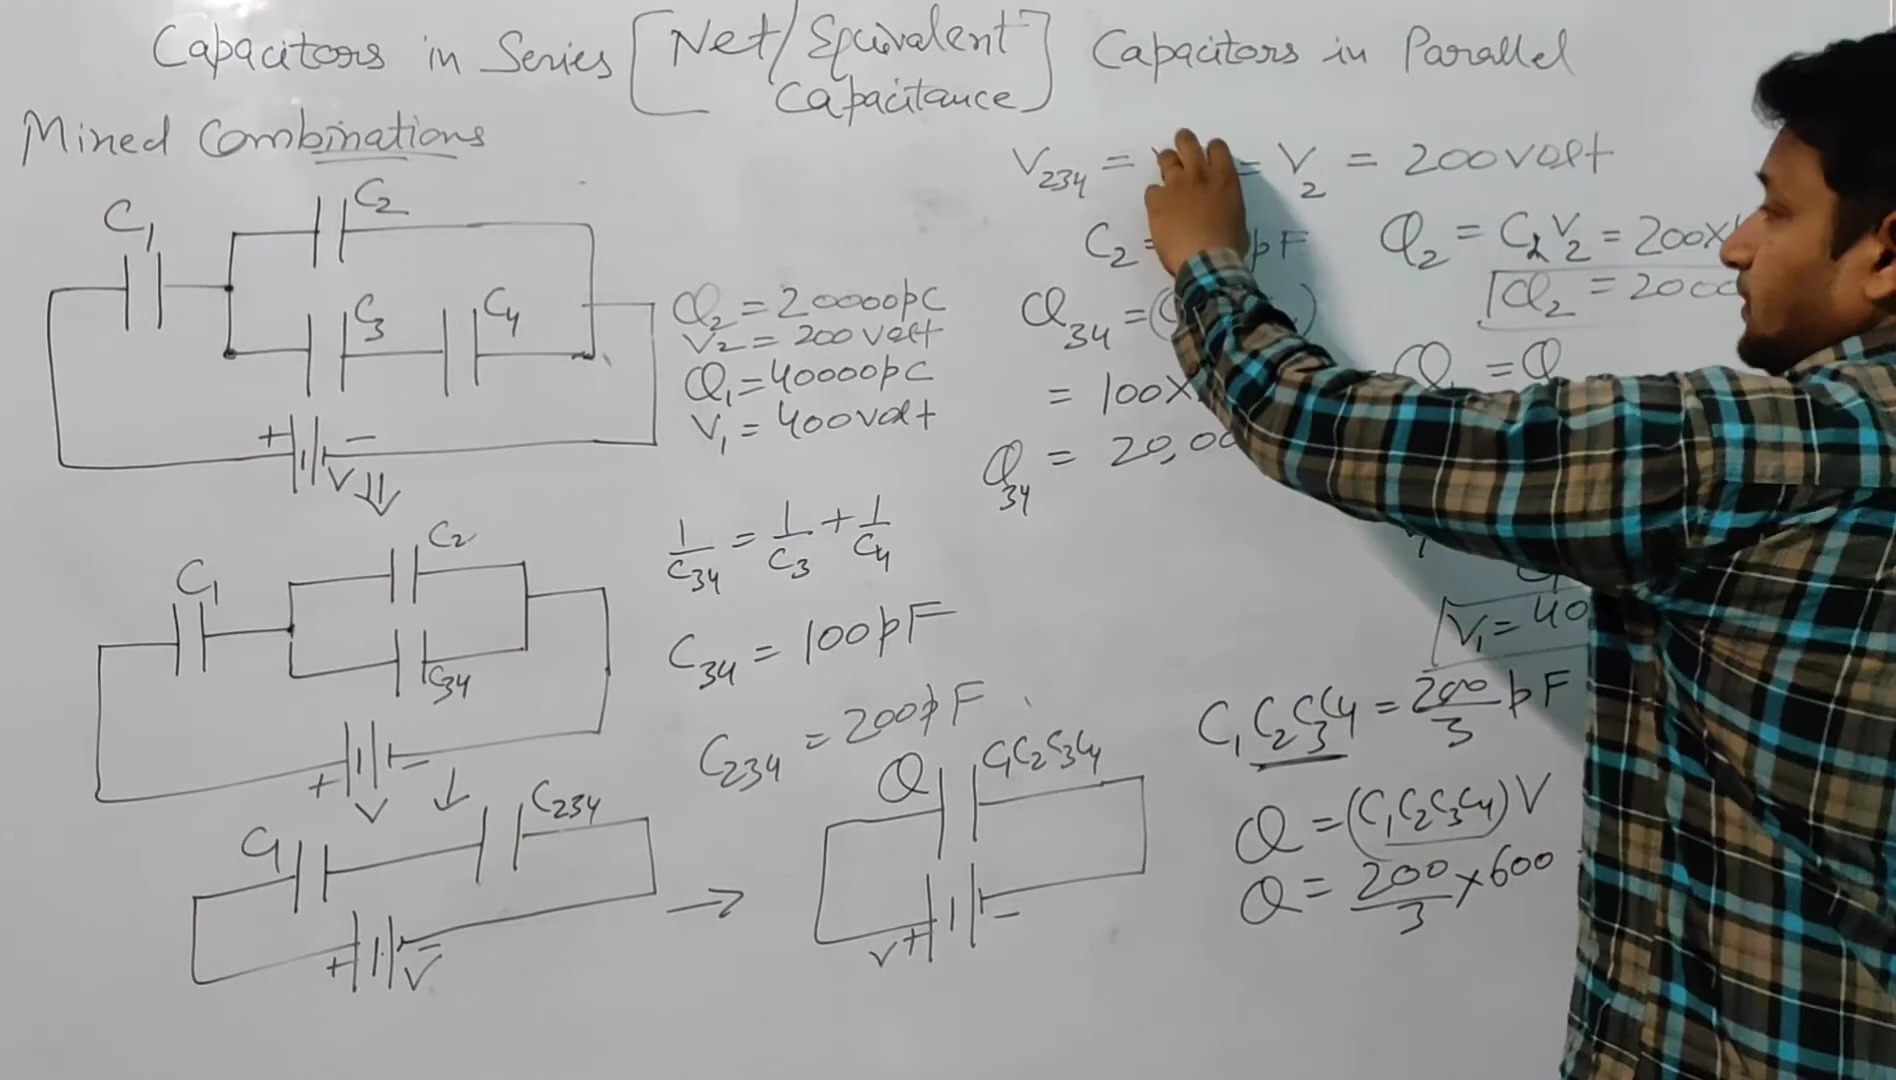 Capacitors in Series [Net/Equivalent Capacitance] Capacitors in Parallel
Mixed Combinations
C₁
C₂
C₃
C₄
+ −
V
Q₂ = 20000pC
V₂ = 200 volt
Q₁ = 40000pC
V₁ = 400 volt
C₁
C₂
C₃₄
+ −
V
C₁
C₂₃₄
+ −
V
1/C₃₄ = 1/C₃ + 1/C₄
C₃₄ = 100pF
C₂₃₄ = 200pF
Q
C₁C₂C₃C₄
V + −
V₂₃₄ = = V₂ = 200 volt
C₂ = pF
Q₃₄ = (
= 100×
Q₃₄ = 20,00
Q₂ = C₂V₂ = 200×
Q₂ = 2000
= Q
V₁ = 40
C₁C₂C₃C₄ = 200/3 pF
Q = (C₁C₂C₃C₄)V
Q = 200/3 × 600